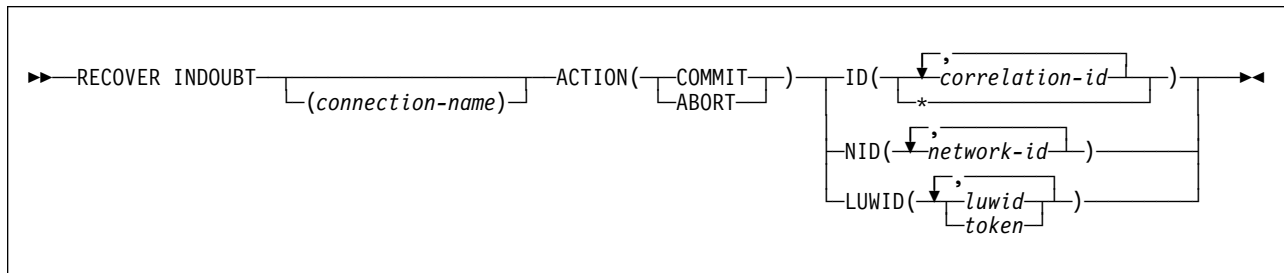 ,
RECOVER INDOUBT ACTION( COMMIT ) ID( correlation-id )
(connection-name) ABORT *
,
NID( network-id )
,
LUWID( luwid )
token